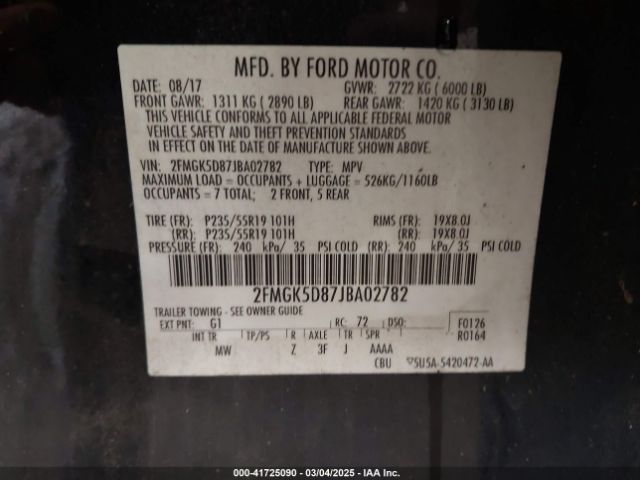 MFD. BY FORD MOTOR CO.
DATE: 08/17 GVWR: 2722 KG (6000 LB)
FRONT GAWR: 1311 KG (2890 LB) REAR GAWR: 1420 KG (3130 LB)
THIS VEHICLE CONFORMS TO ALL APPLICABLE FEDERAL MOTOR
VEHICLE SAFETY AND THEFT PREVENTION STANDARDS
IN EFFECT ON THE DATE OF MANUFACTURE SHOWN ABOVE
VIN: 2FMGK5D87JBA02782 TYPE: MPV
MAXIMUM LOAD = OCCUPANTS + LUGGAGE = 526KG/1160LB
OCCUPANTS = 7 TOTAL; 2 FRONT, 5 REAR
TIRE (FR): P235/55R19 101H RIMS (FR): 19X8.0J
(RR): P235/55R19 101H (RR): 19X8.0J
PRESSURE (FR): 240 kPa/ 35 PSI COLD (RR): 240 kPa/ 35 PSI COLD
2FMGK5D87JBA02782
TRAILER TOWING - SEE OWNER GUIDE
EXT PNT: G1 RC: 72 DSO: F0126
INT TR TP/PS R AXLE TR SPR R0164
MW Z 3F J AAAA
CBU 5U5A-5420472-AA
000-41725090 - 03/04/2025 - IAA Inc.